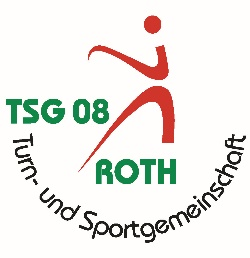 TSG 08
ROTH
Turn- und Sportgemeinschaft